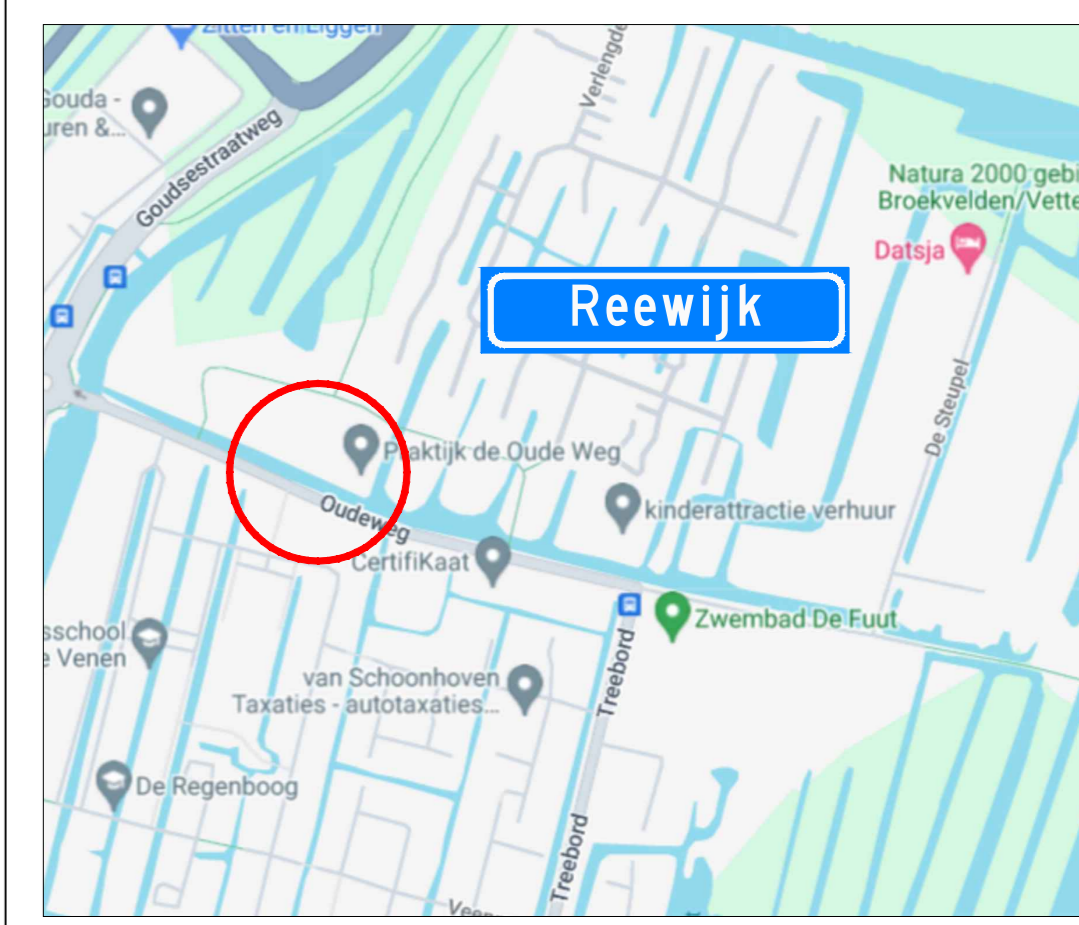 Zitten en Liggen
Gouda -
uren &...
Goudsestraatweg
Verlengde
Natura 2000 gebi
Broekvelden/Vette
Datsja
Reewijk
De Steupel
Praktijk de Oude Weg
Oudeweg
kinderattractie verhuur
CertifiKaat
Zwembad De Fuut
sschool
e Venen
van Schoonhoven
Taxaties - autotaxaties...
Treebord
De Regenboog
Treebord